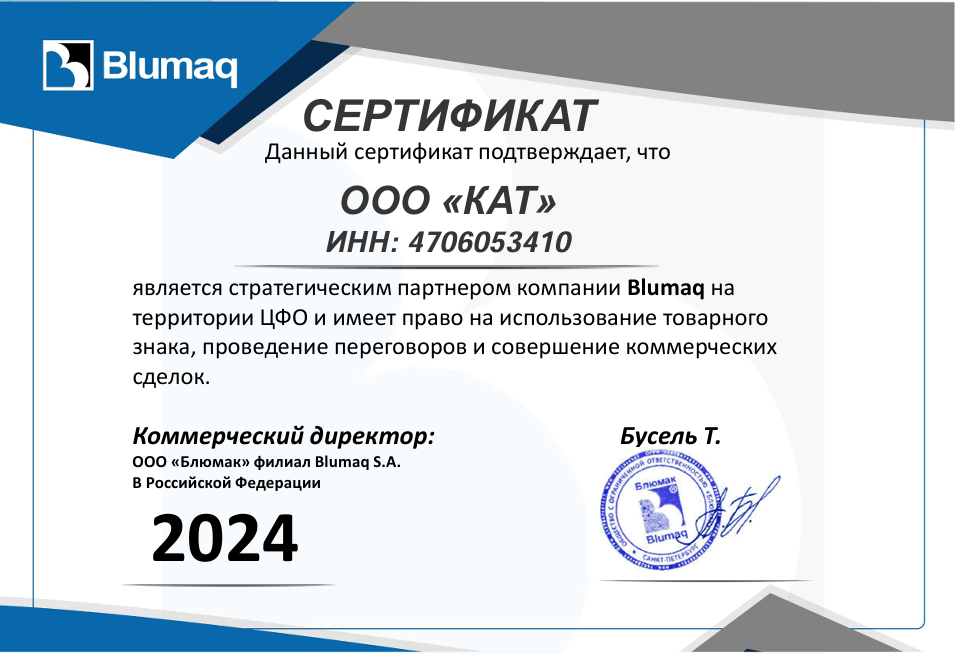 Blumaq
СЕРТИФИКАТ
Данный сертификат подтверждает, что
ООО «КАТ»
ИНН: 4706053410
является стратегическим партнером компании Blumaq на
территории ЦФО и имеет право на использование товарного
знака, проведение переговоров и совершение коммерческих
сделок.
Коммерческий директор:
Бусель Т.
ООО «Блюмак» филиал Blumaq S.A.
В Российской Федерации
2024
ОБЩЕСТВО С ОГРАНИЧЕННОЙ ОТВЕТСТВЕННОСТЬЮ
САНКТ-ПЕТЕРБУРГ
Блюмак
Blumaq